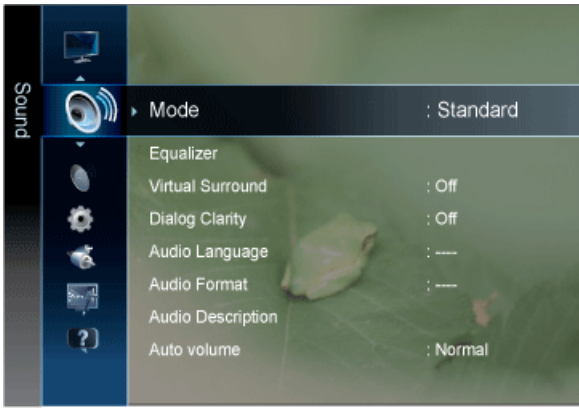 Sound
Mode : Standard
Equalizer
Virtual Surround : Off
Dialog Clarity : Off
Audio Language : ----
Audio Format : ----
Audio Description
Auto volume : Normal
?